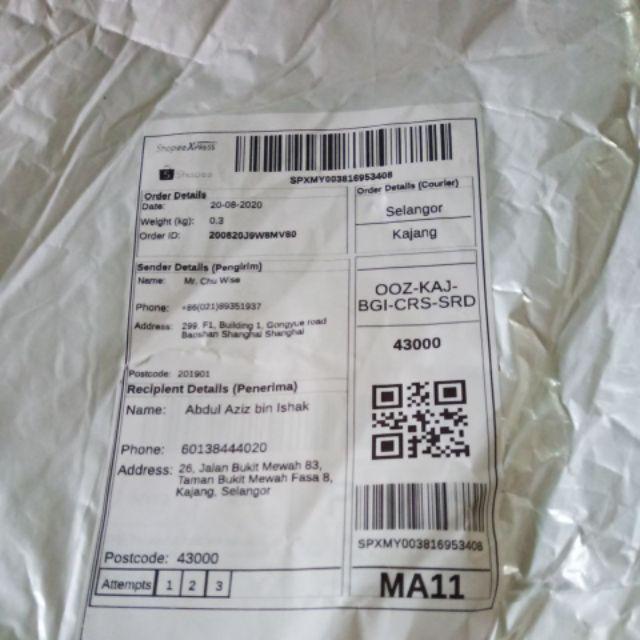 Shopee Xpress
SPXMY003816953408
Shopee
Order Details
Date: 20-08-2020
Weight (kg): 0.3
Order ID: 200820J9W8MV80
Order Details (Courier)
Selangor
Kajang
Sender Details (Pengirim)
Name: Mr. Chu Wise
Phone: +86(021)89351937
Address: 299, F1, Building 1, Gongyue road
Baoshan Shanghai Shanghai
Postcode: 201901
OOZ-KAJ-
BGI-CRS-SRD
43000
Recipient Details (Penerima)
Name: Abdul Aziz bin Ishak
Phone: 60138444020
Address: 26, Jalan Bukit Mewah 83,
Taman Bukit Mewah Fasa 8,
Kajang, Selangor
Postcode: 43000
SPXMY003816953408
Attempts 1 2 3
MA11